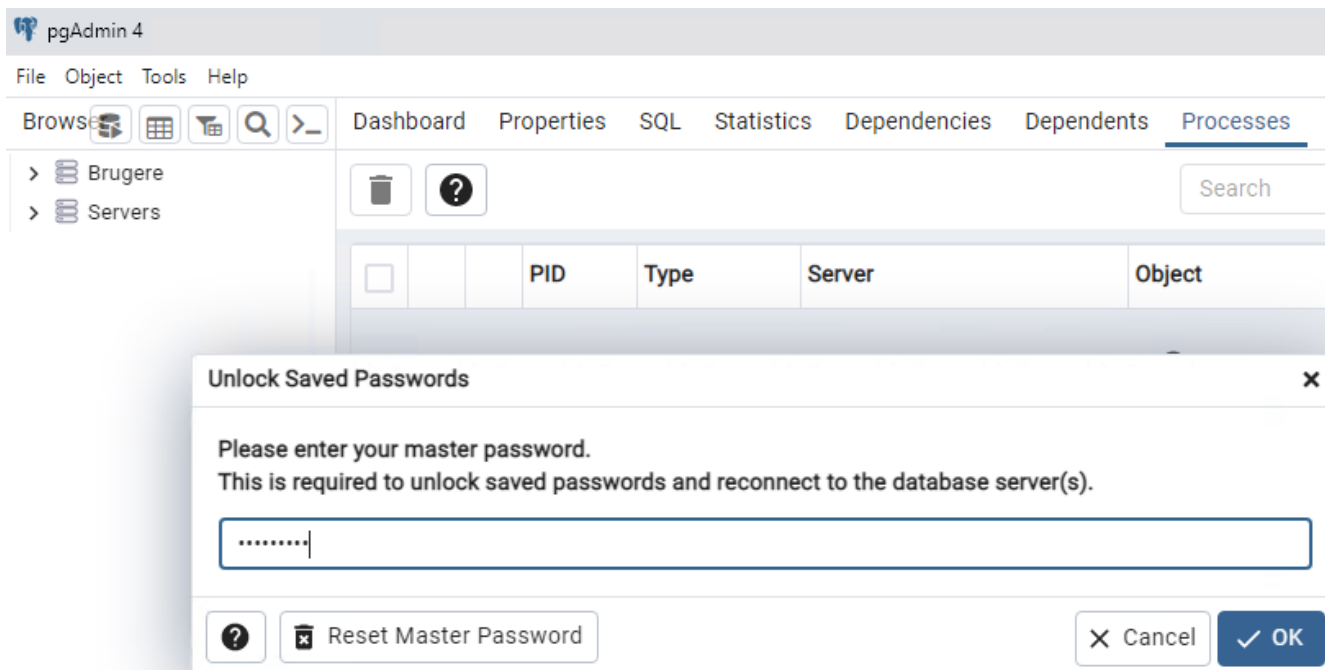 pgAdmin 4
File Object Tools Help
Browse
Dashboard Properties SQL Statistics Dependencies Dependents Processes
Brugere
Servers
Search
PID Type Server Object
Unlock Saved Passwords
Please enter your master password.
This is required to unlock saved passwords and reconnect to the database server(s).
•••••••••
Reset Master Password
Cancel
OK